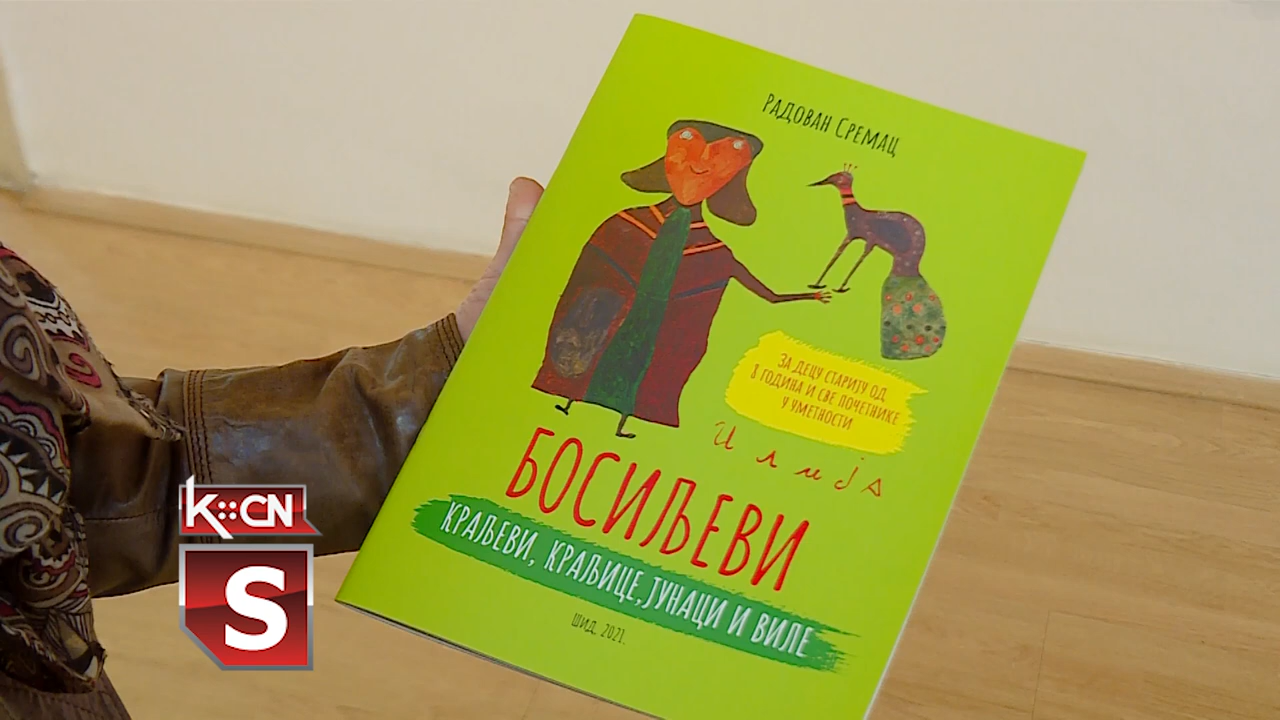 Радован Сремац
ЗА ДЕЦУ СТАРИЈУ ОД
8 ГОДИНА И СВЕ ПОЧЕТНИКЕ
У УМЕТНОСТИ
Илија
БОСИЉЕВИ
КРАЉЕВИ, КРАЉИЦЕ, ЈУНАЦИ И ВИЛЕ
ШИД, 2021.
K::CN
S